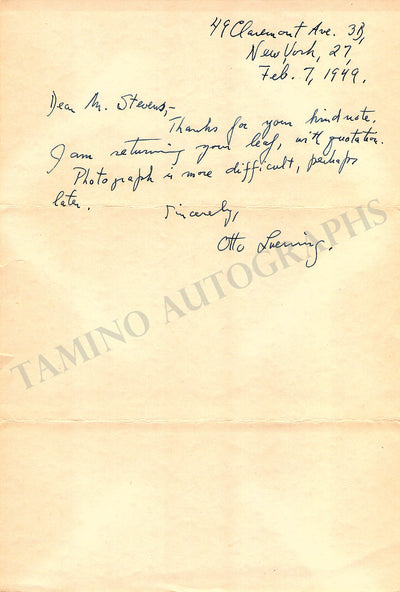 49 Claremont Ave. 3B,
New York, 27,
Feb. 7, 1949.
Dear Mr. Stevens,-
Thanks for your kind note.
I am returning your leaf, with quotation.
Photograph is more difficult, perhaps
later.
Sincerely,
Otto Luening.
TAMINO AUTOGRAPHS